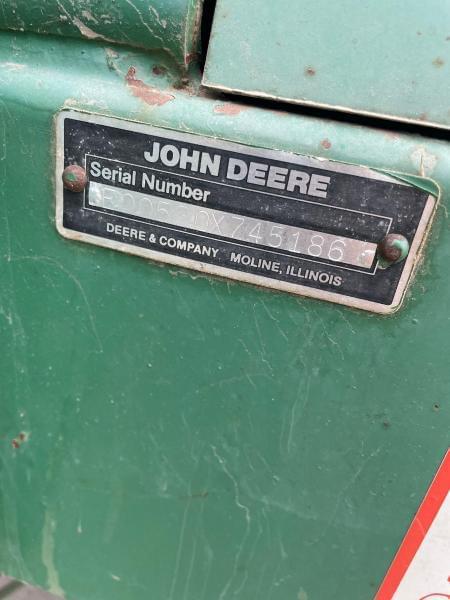 JOHN DEERE
Serial Number
X745186
DEERE & COMPANY MOLINE, ILLINOIS